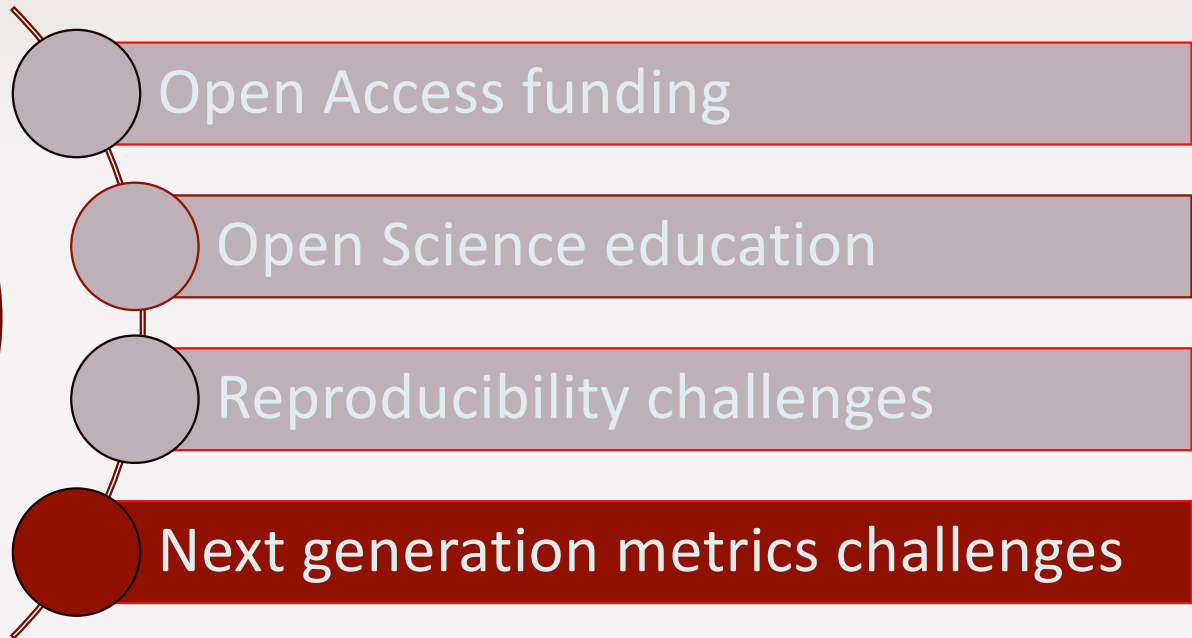 Open Access funding
Open Science education
Reproducibility challenges
Next generation metrics challenges